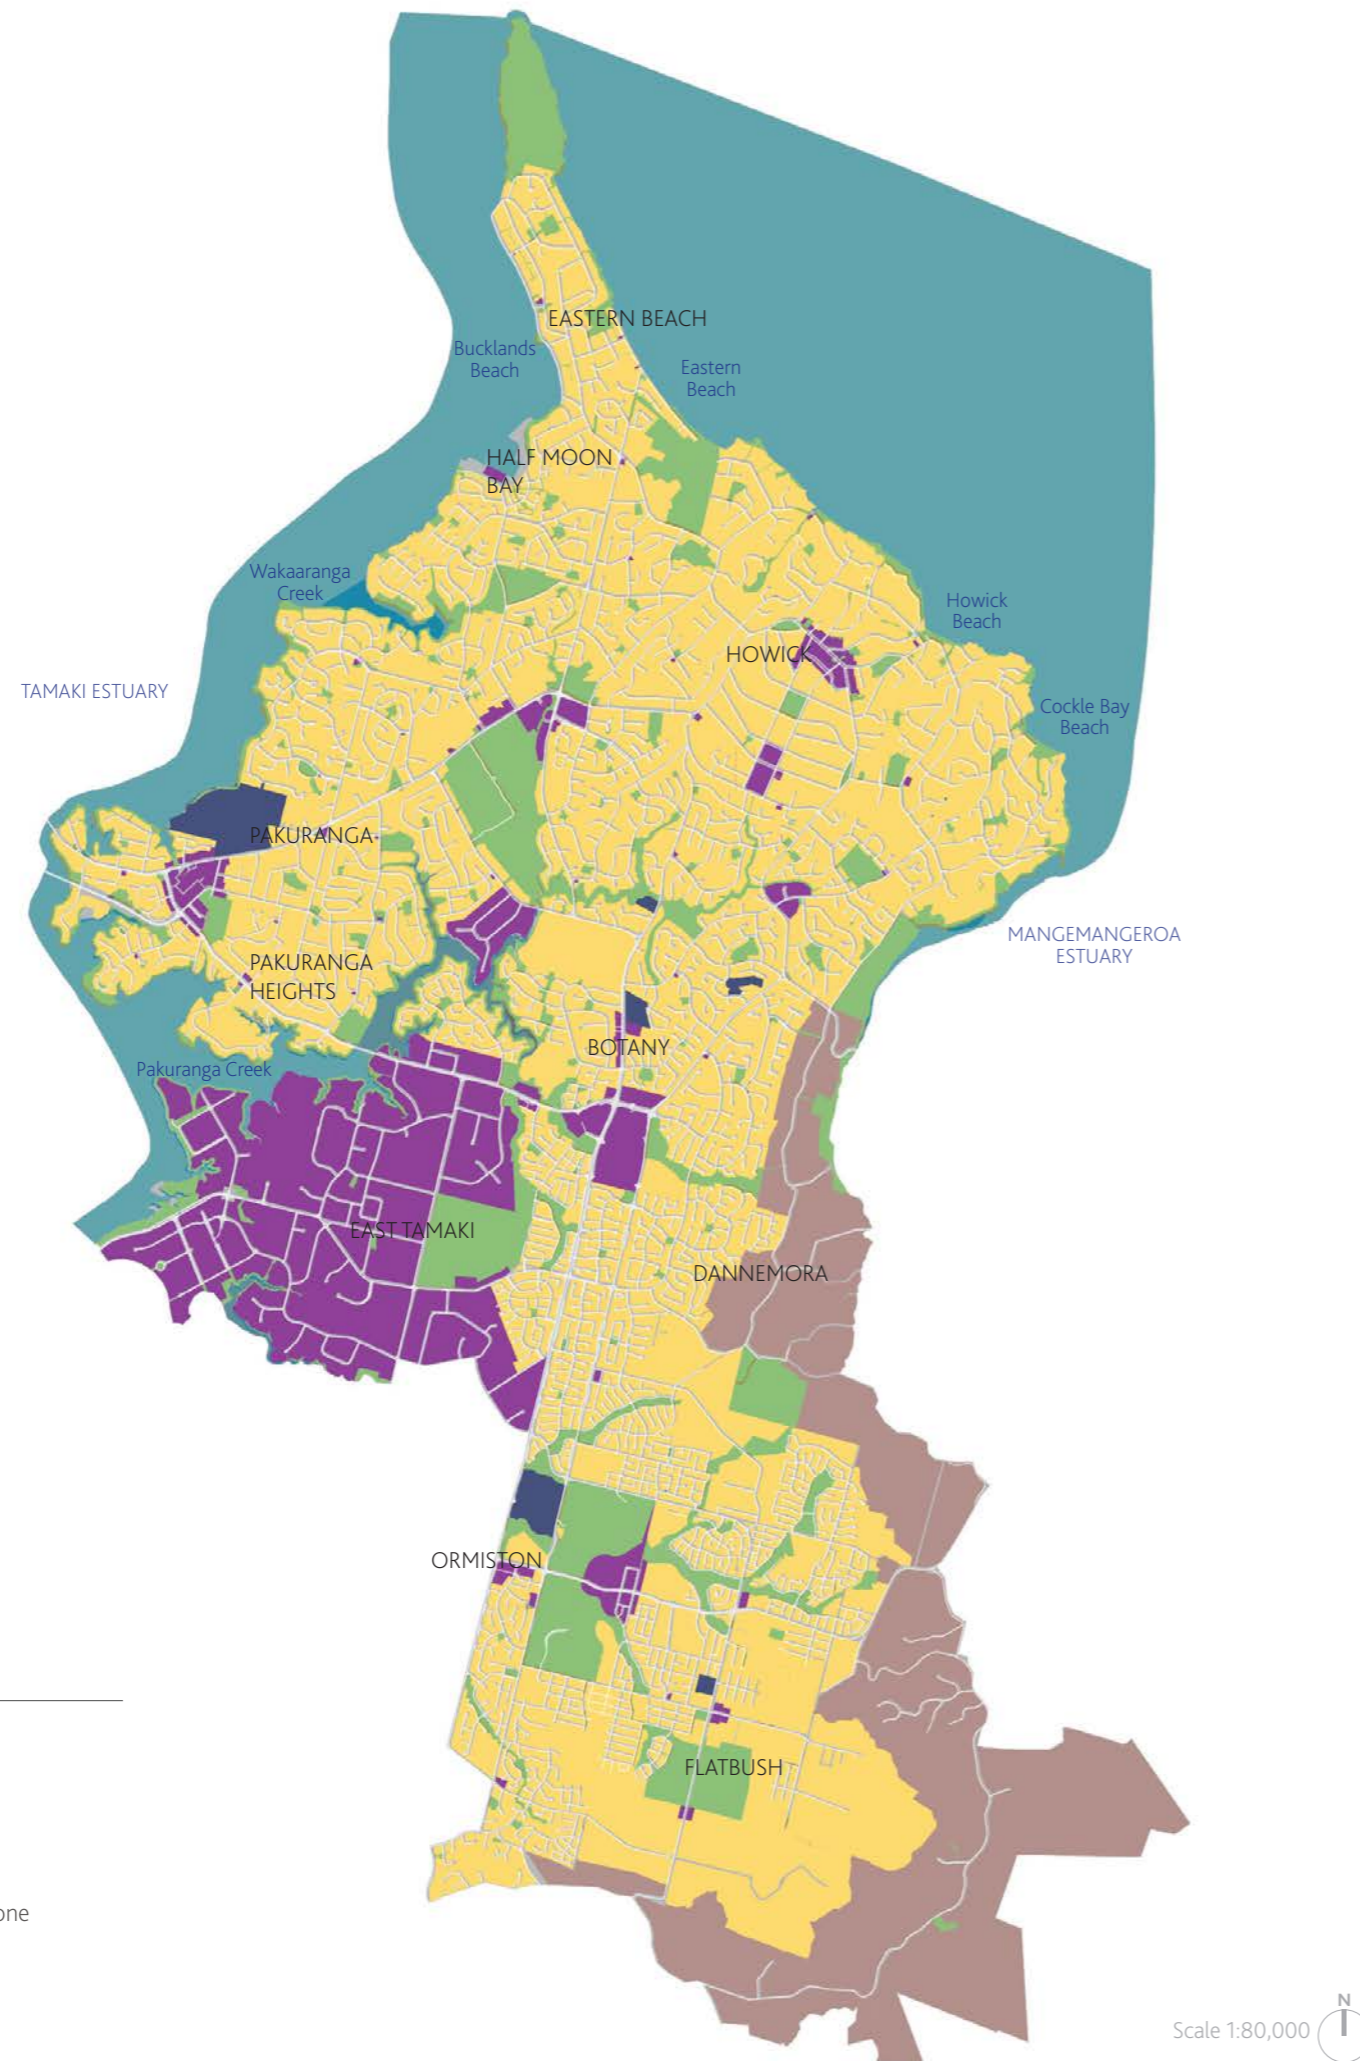 EASTERN BEACH
Bucklands
Beach
Eastern
Beach
HALF MOON
BAY
Wakaaranga
Creek
Howick
Beach
HOWICK
TAMAKI ESTUARY
Cockle Bay
Beach
PAKURANGA
MANGEMANGEROA
ESTUARY
PAKURANGA
HEIGHTS
BOTANY
Pakuranga Creek
EAST TAMAKI
DANNEMORA
ORMISTON
FLATBUSH
one
N
Scale 1:80,000